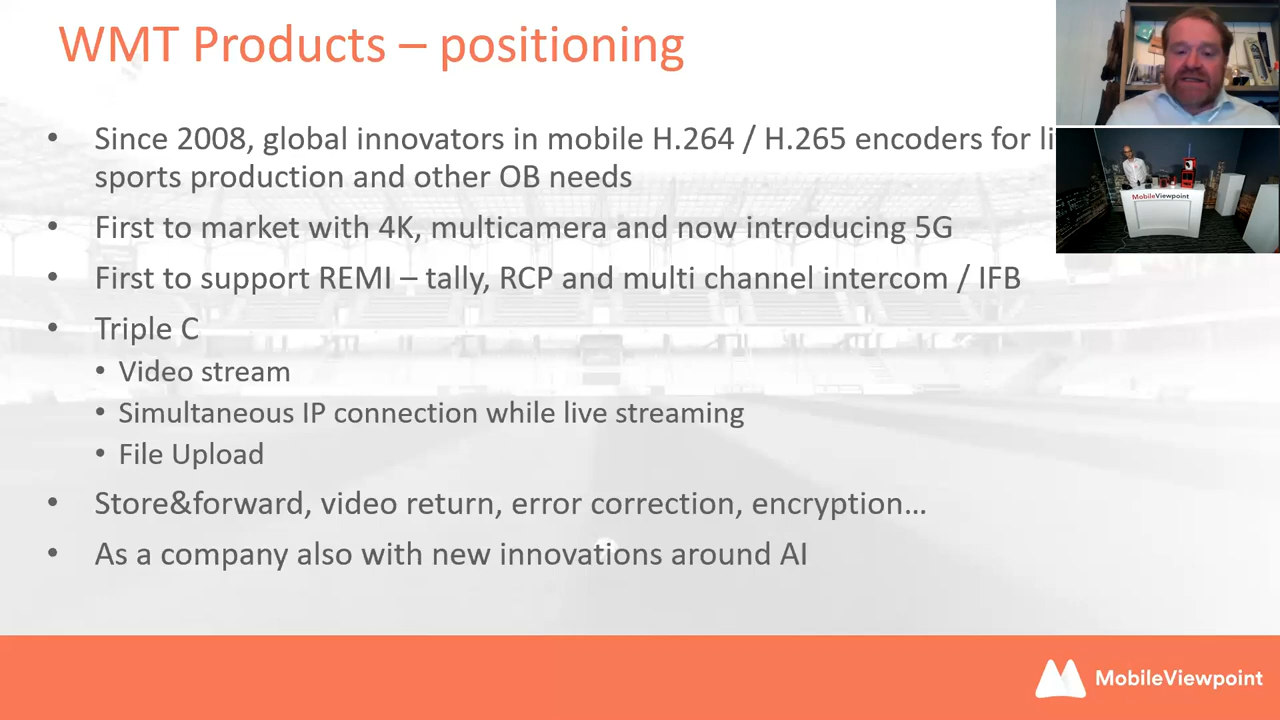 WMT Products – positioning
• Since 2008, global innovators in mobile H.264 / H.265 encoders for li
sports production and other OB needs
• First to market with 4K, multicamera and now introducing 5G
• First to support REMI – tally, RCP and multi channel intercom / IFB
• Triple C
• Video stream
• Simultaneous IP connection while live streaming
• File Upload
• Store&forward, video return, error correction, encryption...
• As a company also with new innovations around AI
MobileViewpoint
MobileViewpoint